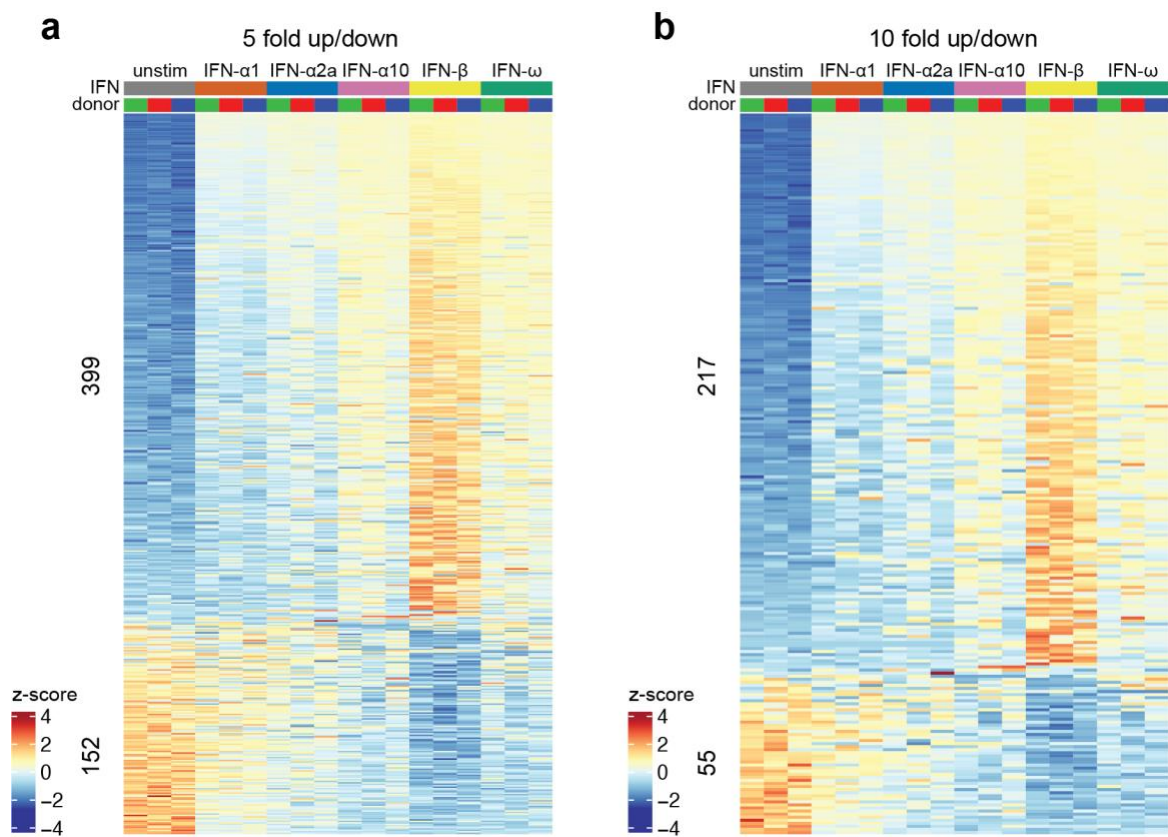 a
5 fold up/down
unstim IFN-α1 IFN-α2a IFN-α10 IFN-β IFN-ω
IFN
donor
399
152
z-score
4
2
0
−2
−4
b
10 fold up/down
unstim IFN-α1 IFN-α2a IFN-α10 IFN-β IFN-ω
IFN
donor
217
55
z-score
4
2
0
−2
−4